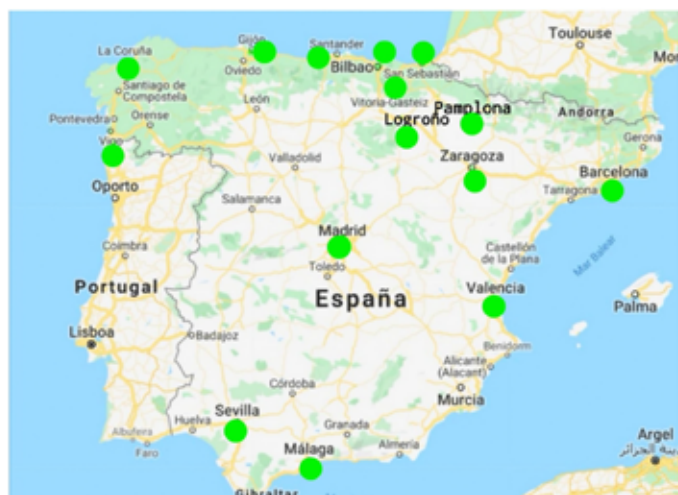 Gijón
Santander
Toulouse
La Coruña
Oviedo
Bilbao
San Sebastián
Santiago de
Compostela
Vitoria-Gasteiz
Pamplona
Andorra
León
Logroño
Pontevedra
Orense
Gerona
Vigo
Valladolid
Zaragoza
Barcelona
Oporto
Tarragona
Salamanca
Madrid
Coimbra
Castellón
de la Plana
Mar Balear
Toledo
Portugal
España
Valencia
Palma
Lisboa
Badajoz
Benidorm
Alicante
(Alacant)
Córdoba
Murcia
Sevilla
Huelva
Albufeira
Granada
Faro
Málaga
Almería
Argel
مدينة الجزائر
Gibraltar